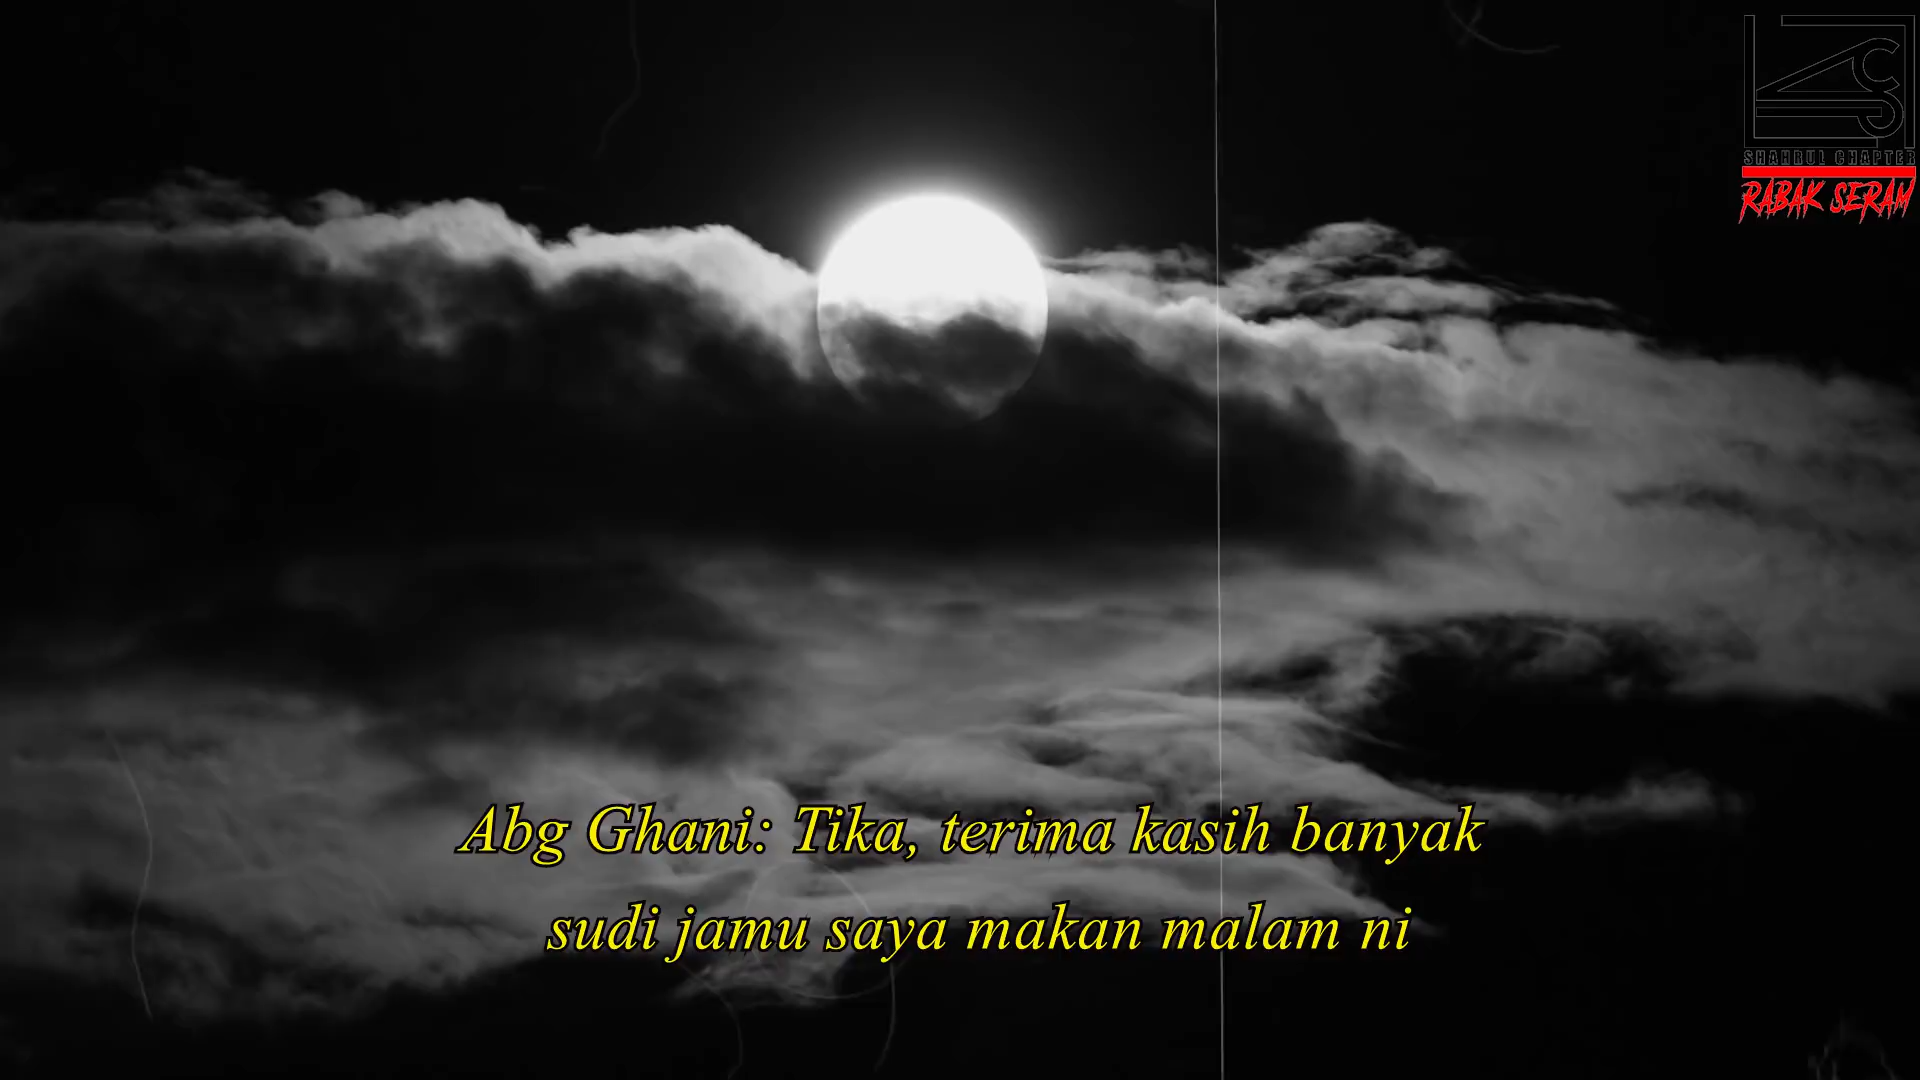 SHAHRUL CHAPTER
RABAK SERAM
Abg Ghani: Tika, terima kasih banyak
sudi jamu saya makan malam ni